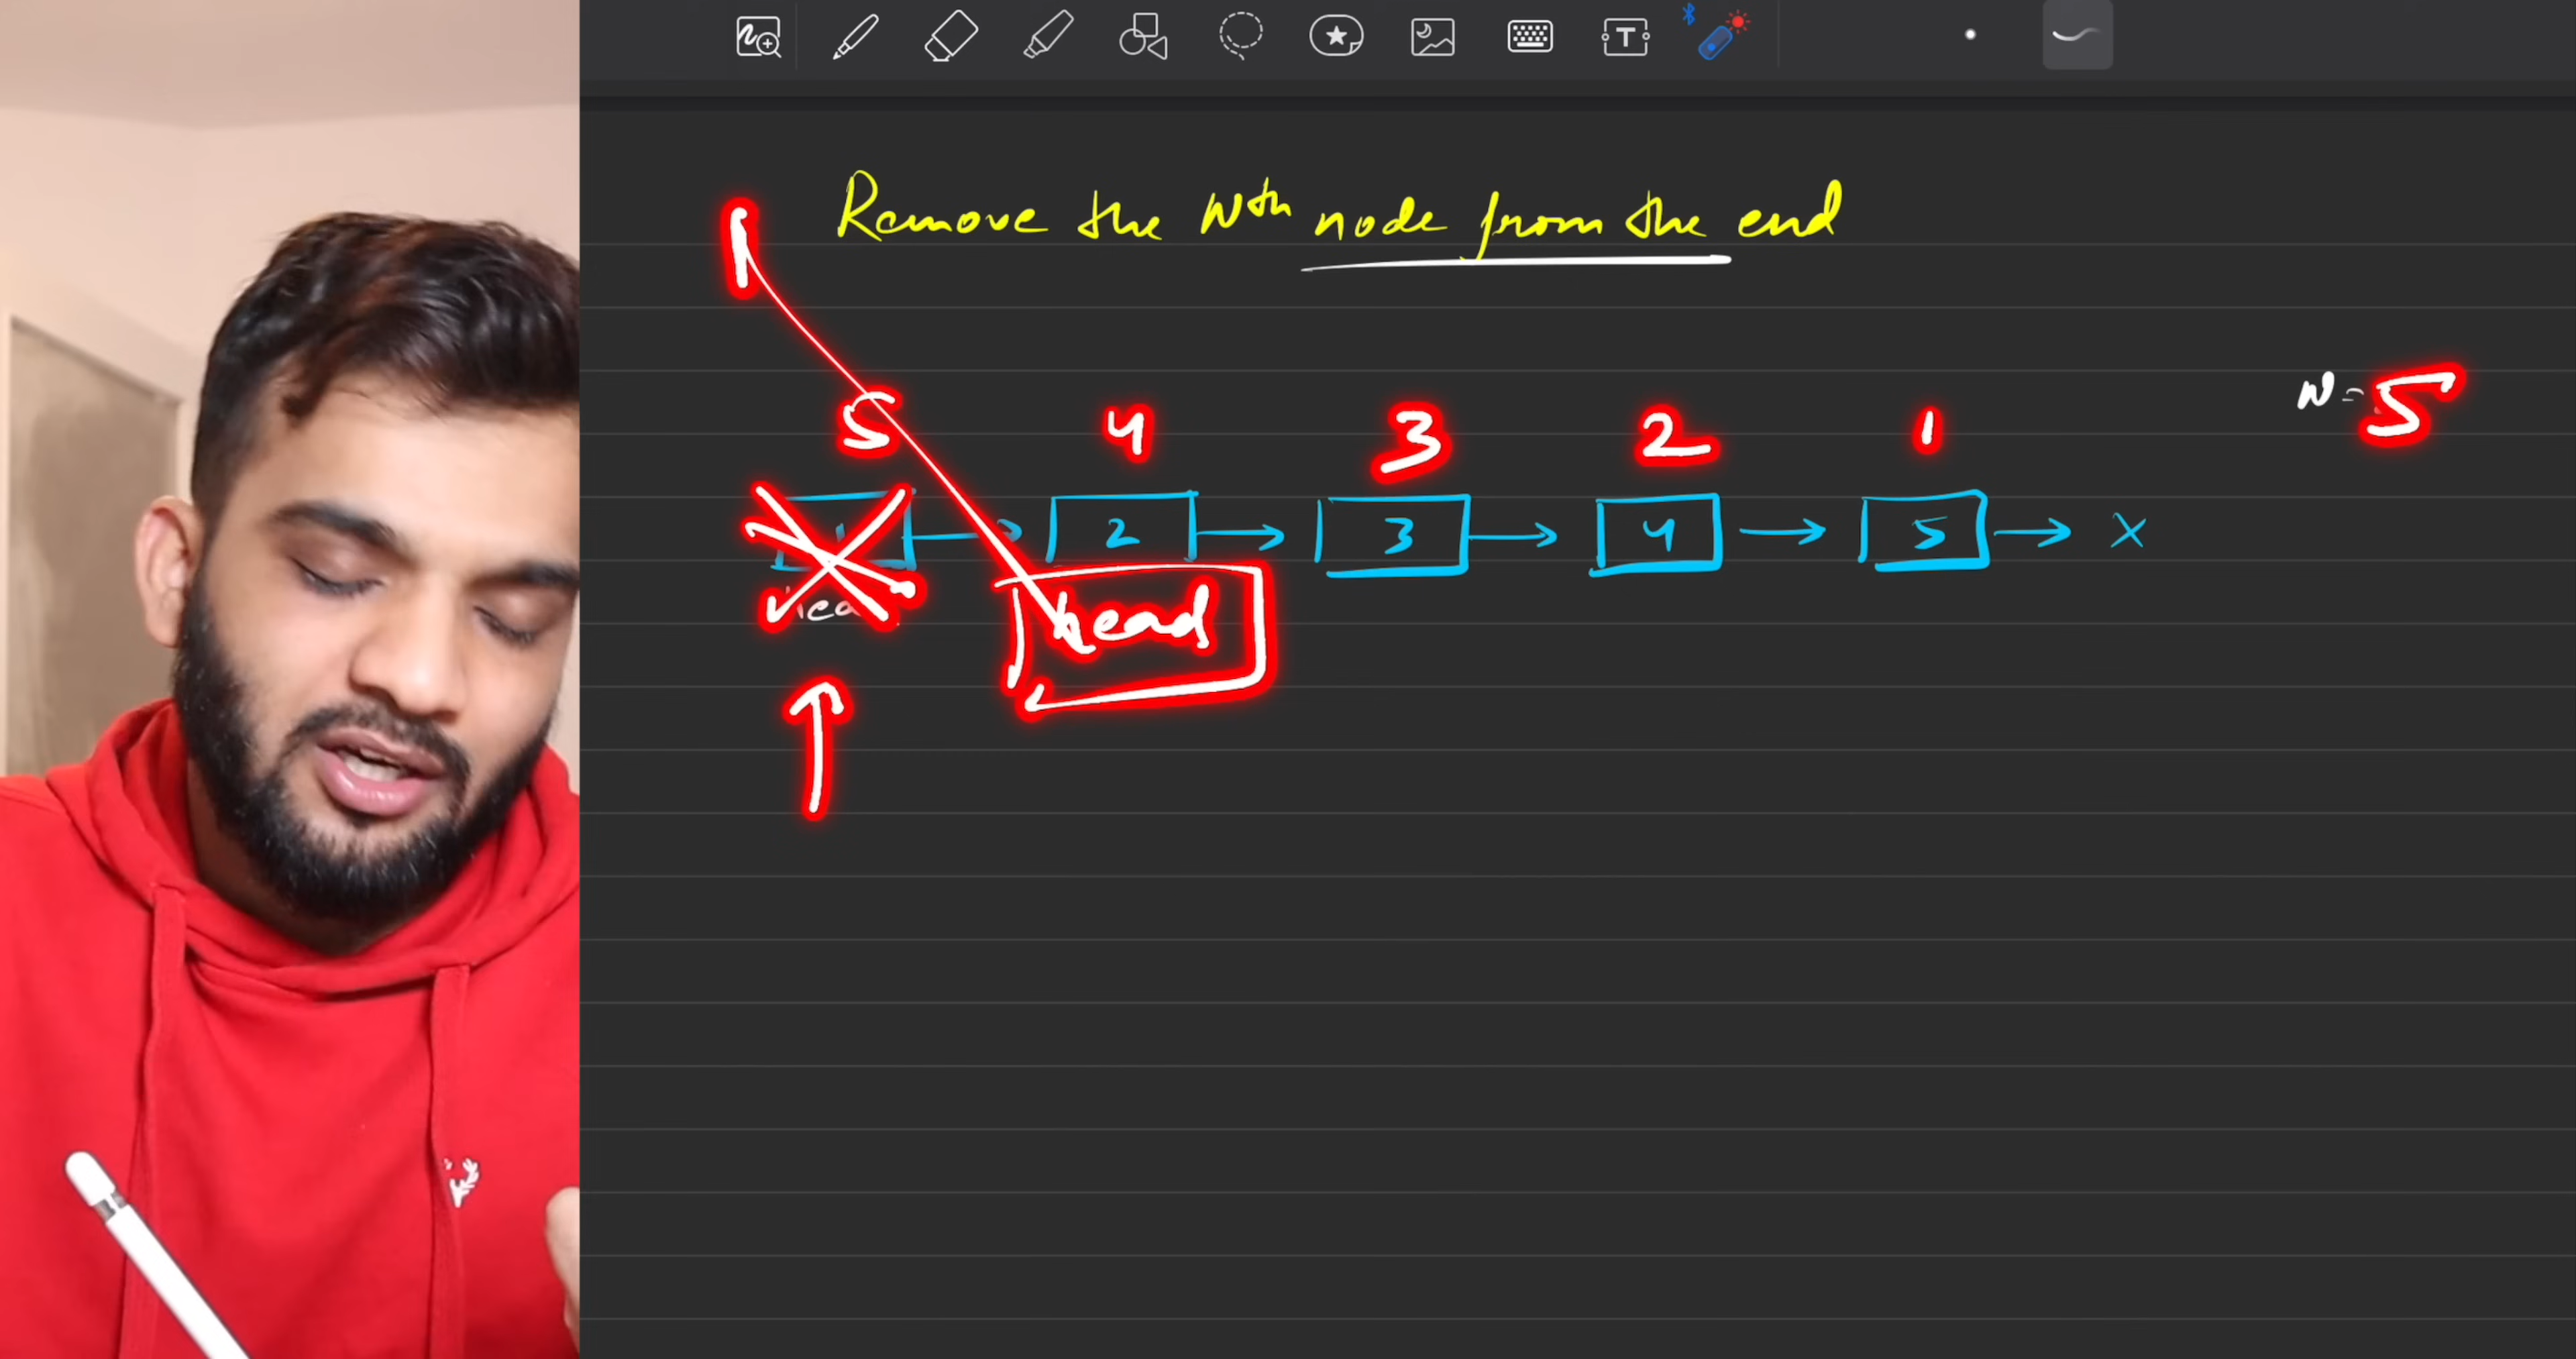 Remove the Nth node from the end
N = 5
5 4 3 2 1
2 3 4 5 X
head